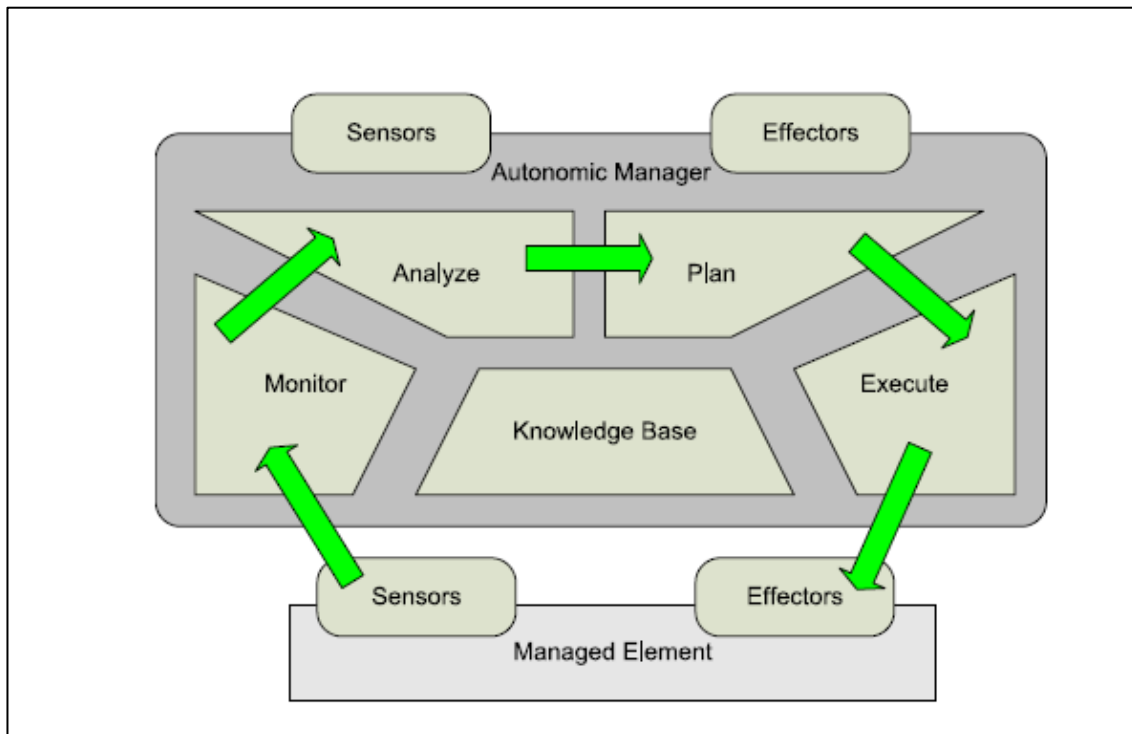 Sensors
Effectors
Autonomic Manager
Analyze
Plan
Monitor
Execute
Knowledge Base
Sensors
Effectors
Managed Element